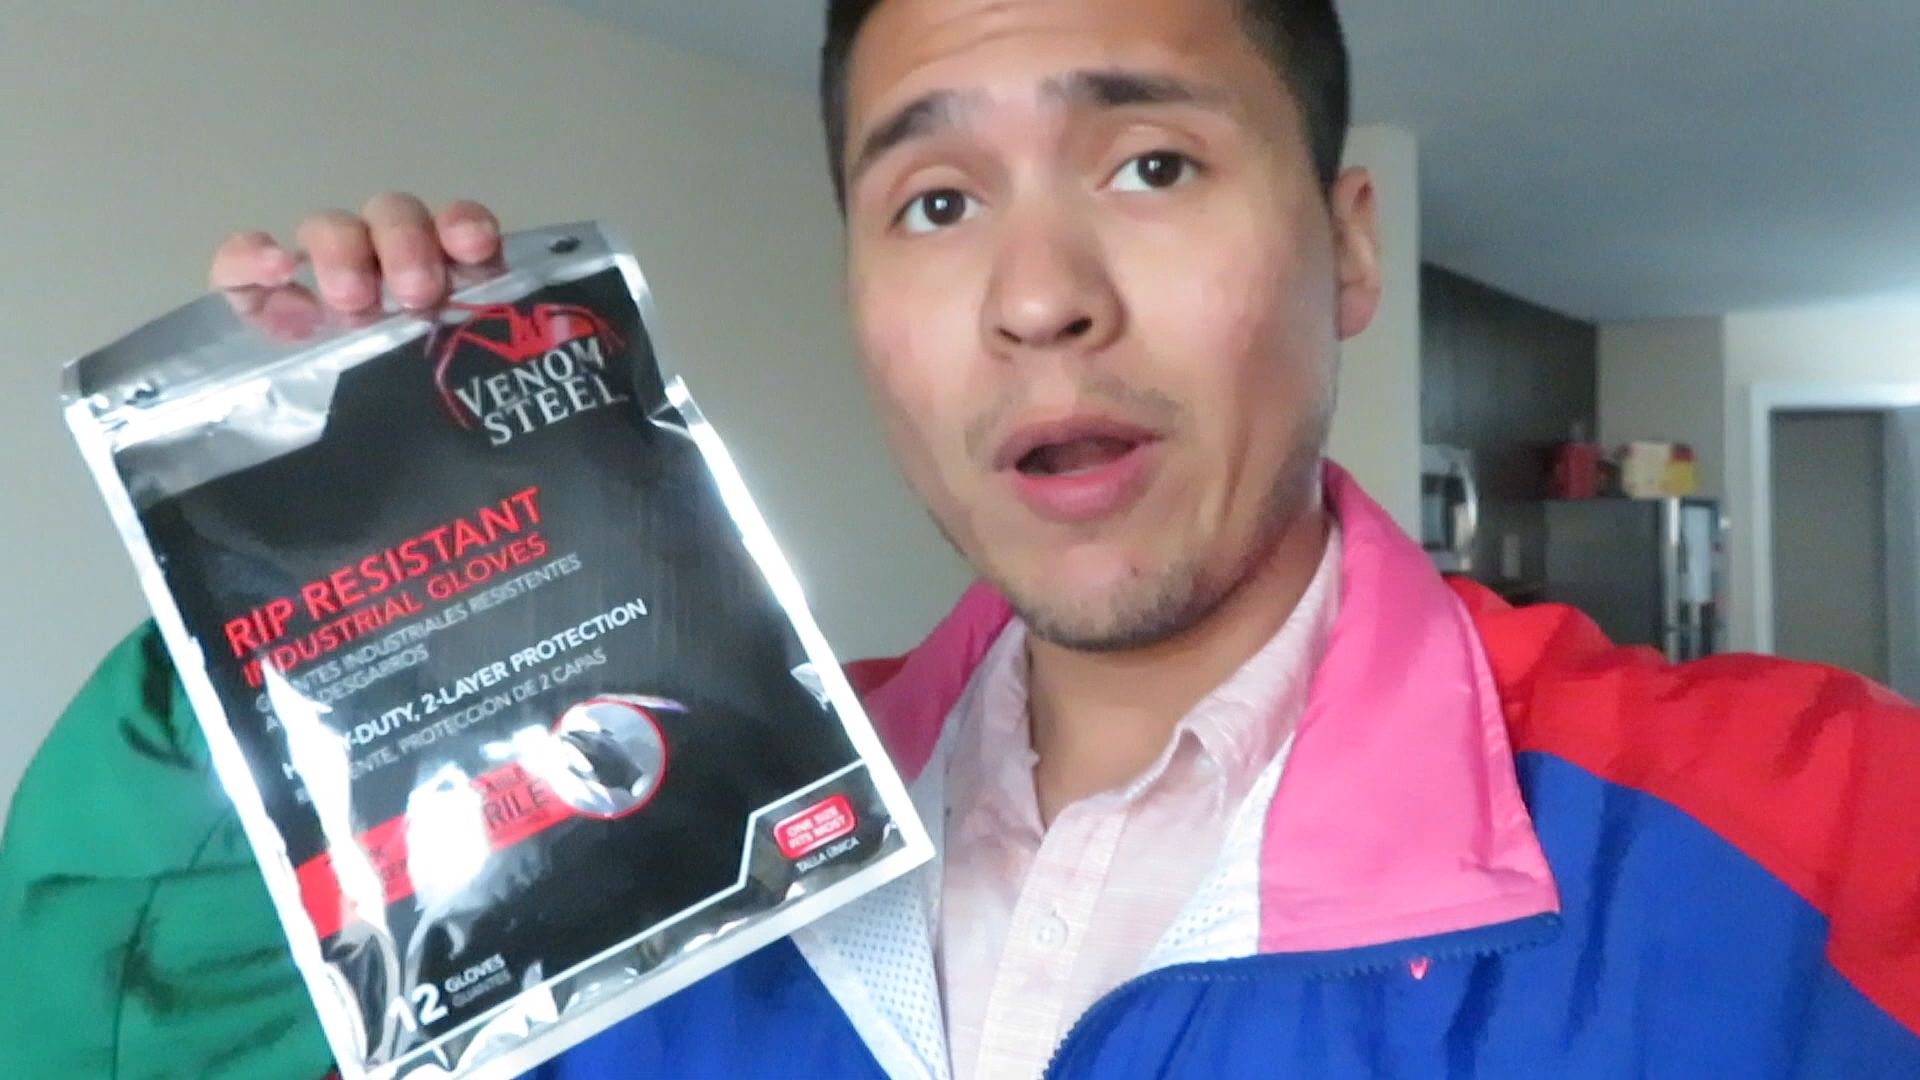 VENOM
STEEL
RIP RESISTANT
INDUSTRIAL GLOVES
INDUSTRIALES RESISTENTES
DESGARROS
-DUTY, 2-LAYER PROTECTION
PROTECCIÓN DE 2 CAPAS
ONE SIZE
FITS MOST
TALLA ÚNICA
12 GLOVES
GUANTES